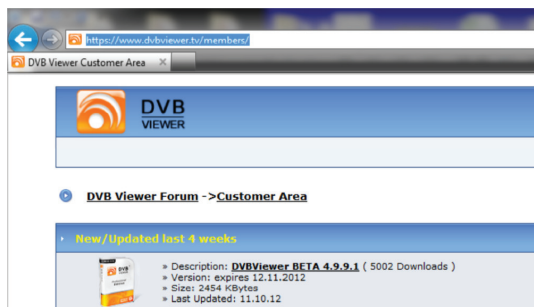 https://www.dvbviewer.tv/members/
DVB Viewer Customer Area
DVB
VIEWER
DVB Viewer Forum ->Customer Area
New/Updated last 4 weeks
» Description: DVBViewer BETA 4.9.9.1 ( 5002 Downloads )
» Version: expires 12.11.2012
» Size: 2454 KBytes
» Last Updated: 11.10.12